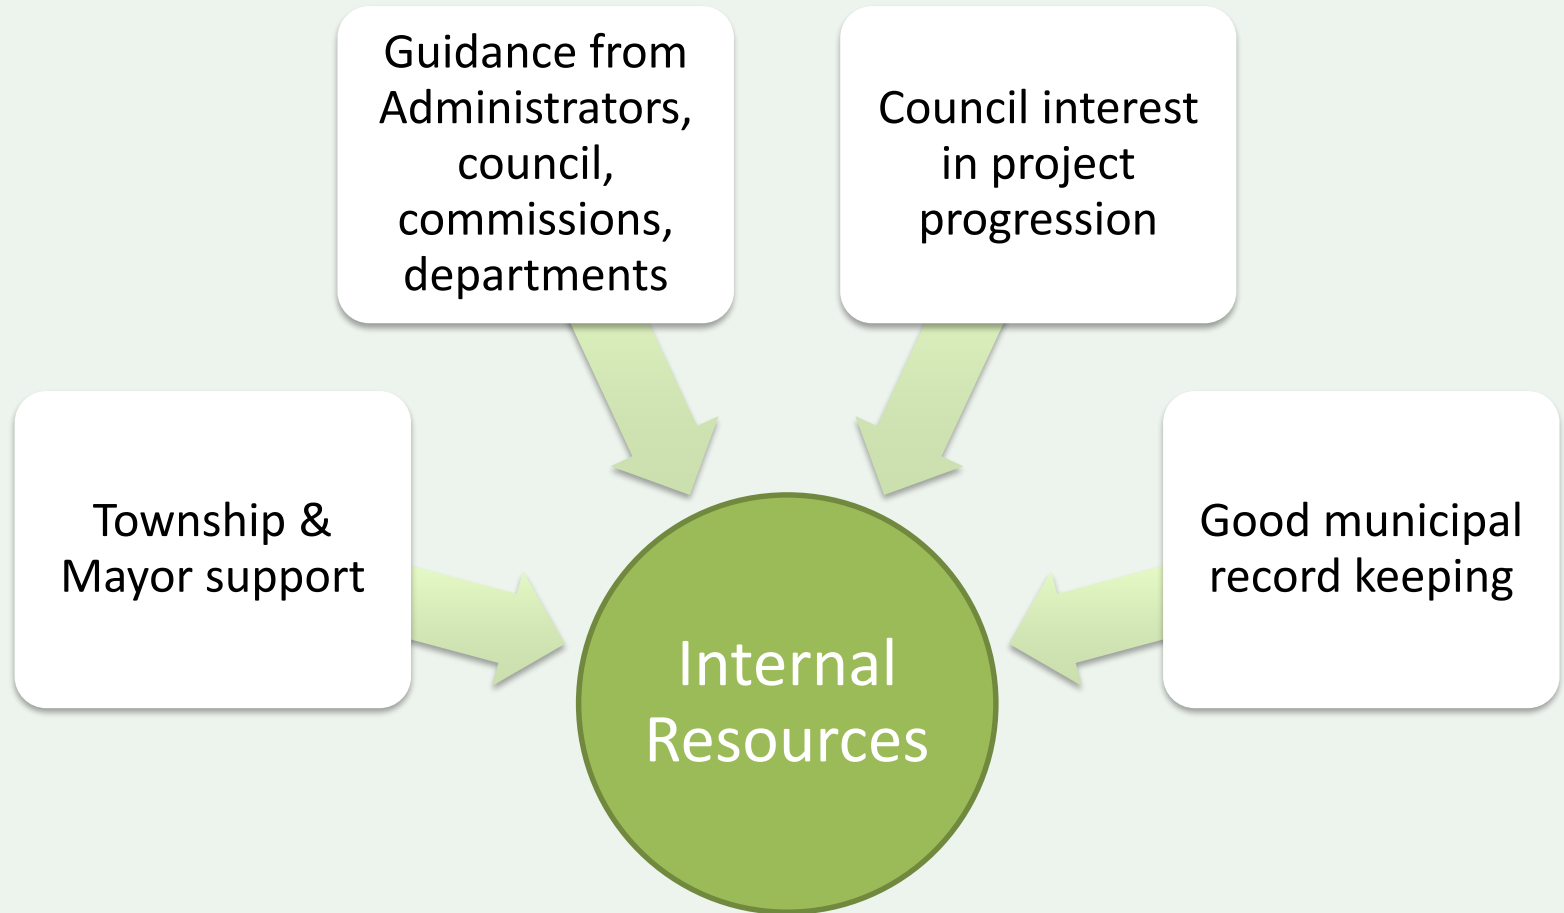 Guidance from
Administrators,
council,
commissions,
departments
Council interest
in project
progression
Township &
Mayor support
Good municipal
record keeping
Internal
Resources